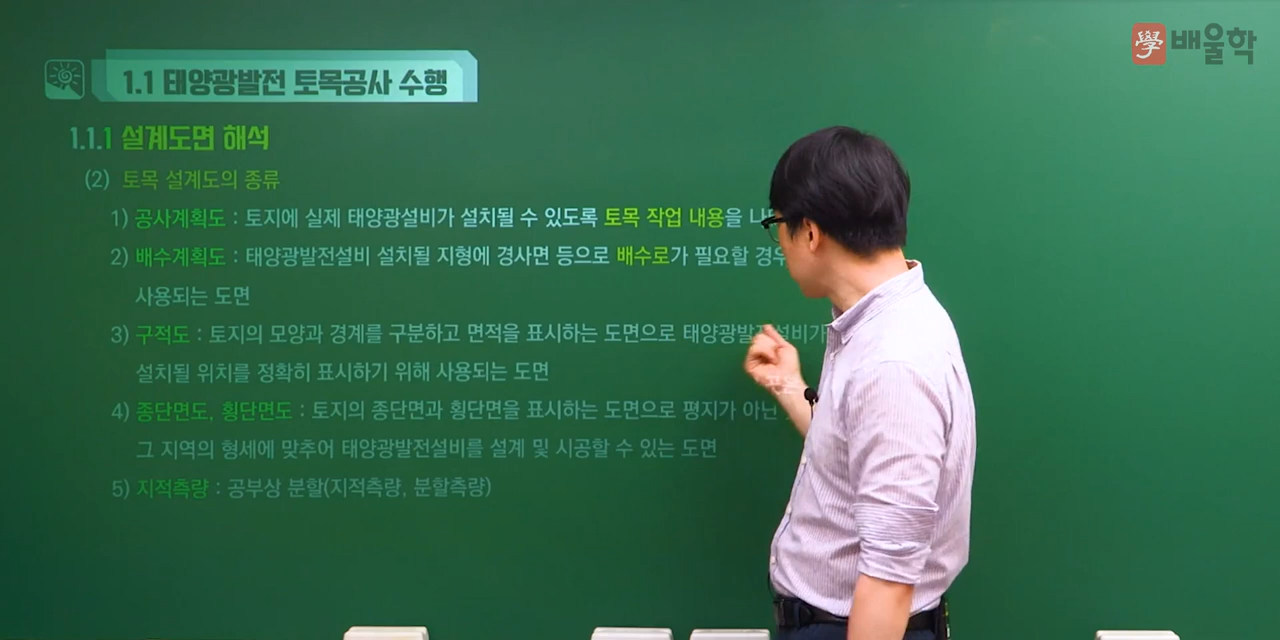 學 배울학
1.1 태양광발전 토목공사 수행
1.1.1 설계도면 해석
(2) 토목 설계도의 종류
1) 공사계획도 : 토지에 실제 태양광설비가 설치될 수 있도록 토목 작업 내용을
2) 배수계획도 : 태양광발전설비 설치될 지형에 경사면 등으로 배수로가 필요할 경우
사용되는 도면
3) 구적도 : 토지의 모양과 경계를 구분하고 면적을 표시하는 도면으로 태양광발전설비가
설치될 위치를 정확히 표시하기 위해 사용되는 도면
4) 종단면도, 횡단면도 : 토지의 종단면과 횡단면을 표시하는 도면으로 평지가 아닌
그 지역의 형세에 맞추어 태양광발전설비를 설계 및 시공할 수 있는 도면
5) 지적측량 : 공부상 분할(지적측량, 분할측량)